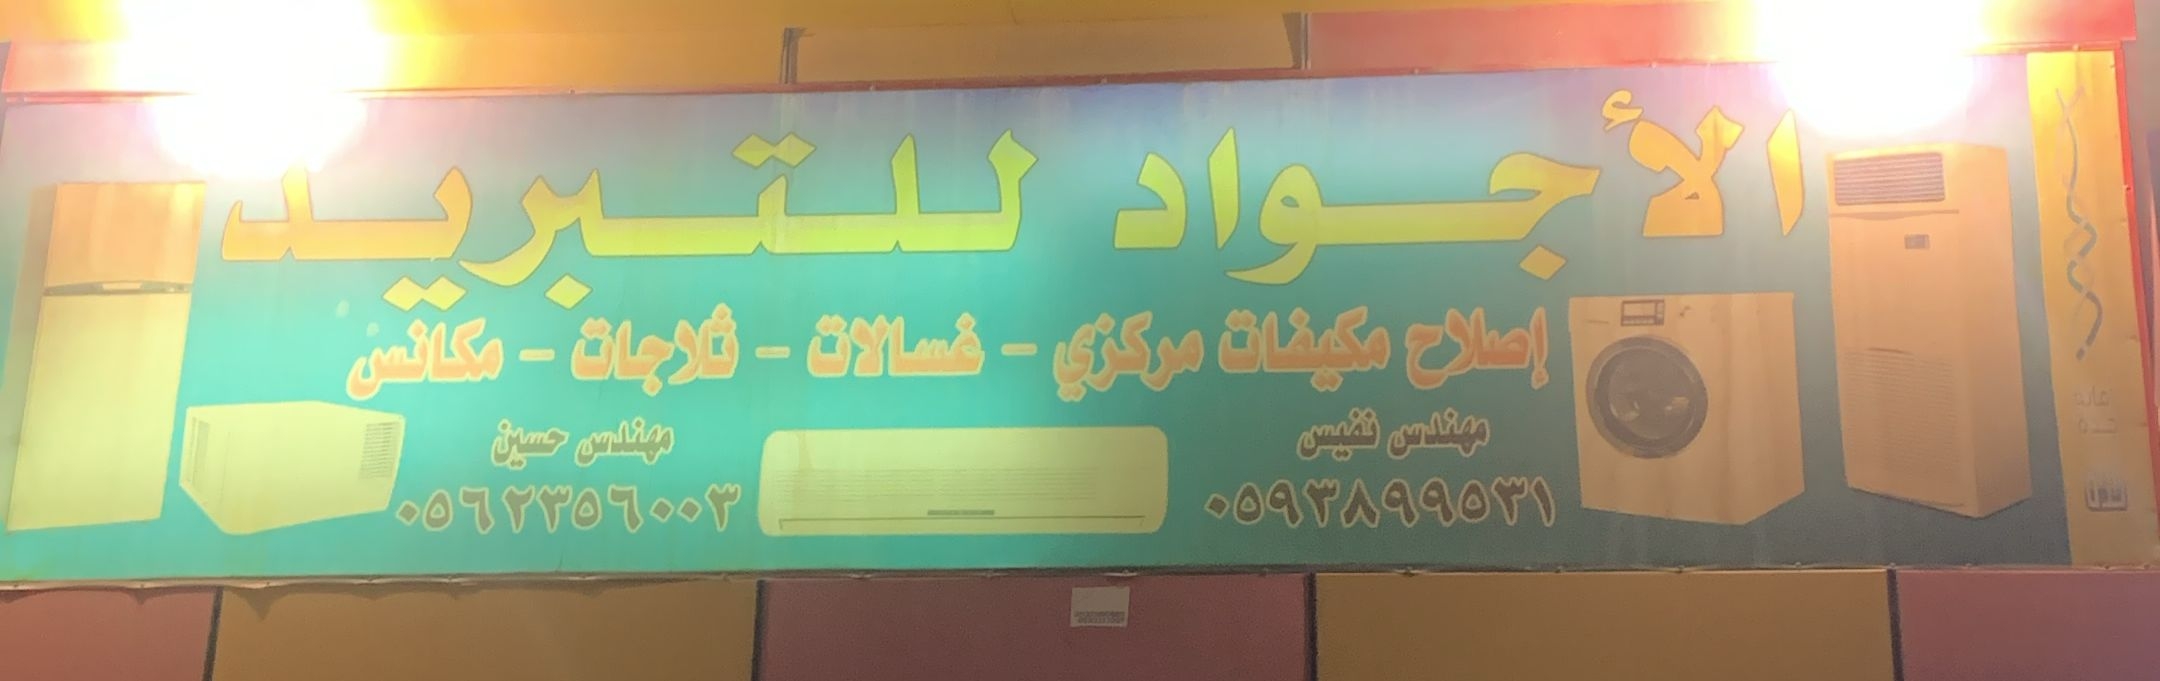 الأجواد للتبريد
إصلاح مكيفات مركزي - غسالات - ثلاجات - مكانس
مهندس نفيس
٠٥٩٣٨٩٩٥٣١
مهندس حسين
٠٥٦٢٣٥٦٠٠٣